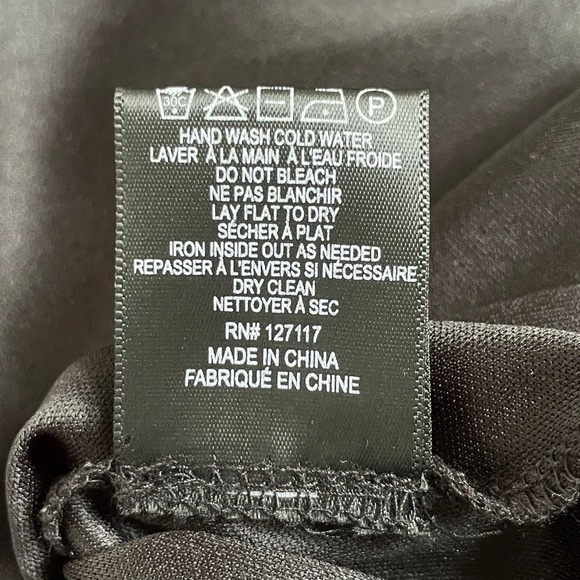 30C P
HAND WASH COLD WATER
LAVER À LA MAIN À L'EAU FROIDE
DO NOT BLEACH
NE PAS BLANCHIR
LAY FLAT TO DRY
SÉCHER À PLAT
IRON INSIDE OUT AS NEEDED
REPASSER À L'ENVERS SI NÉCESSAIRE
DRY CLEAN
NETTOYER À SEC
RN# 127117
MADE IN CHINA
FABRIQUÉ EN CHINE